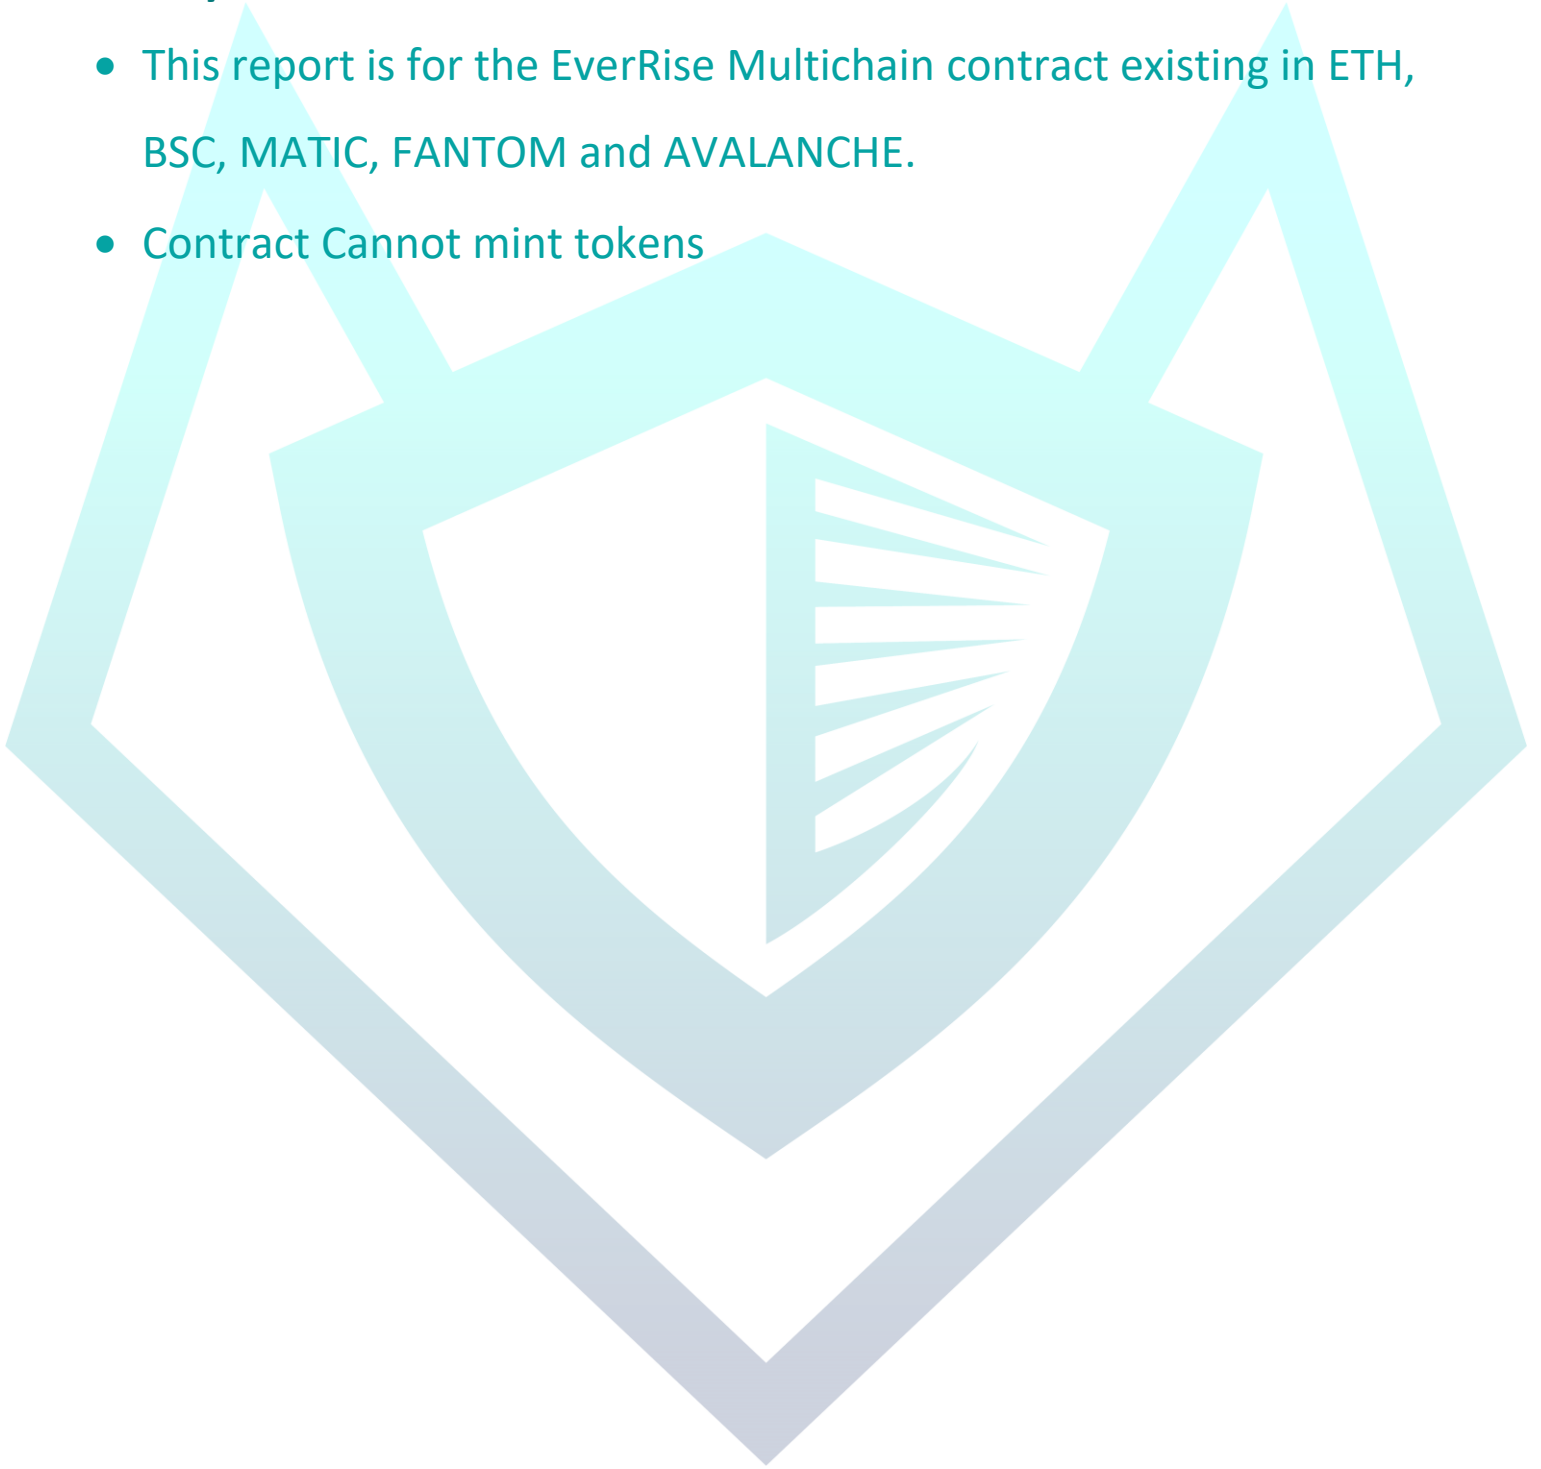 • This report is for the EverRise Multichain contract existing in ETH,
BSC, MATIC, FANTOM and AVALANCHE.
• Contract Cannot mint tokens